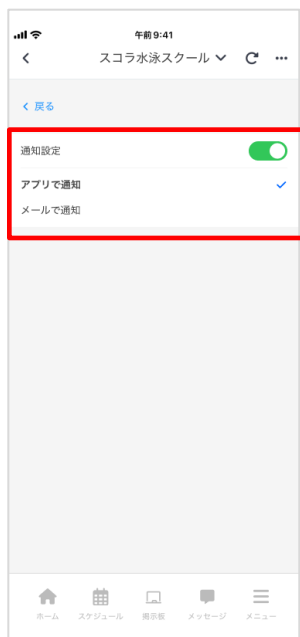 午前9:41
スコラ水泳スクール
戻る
通知設定
アプリで通知
メールで通知
ホーム スケジュール 掲示板 メッセージ メニュー